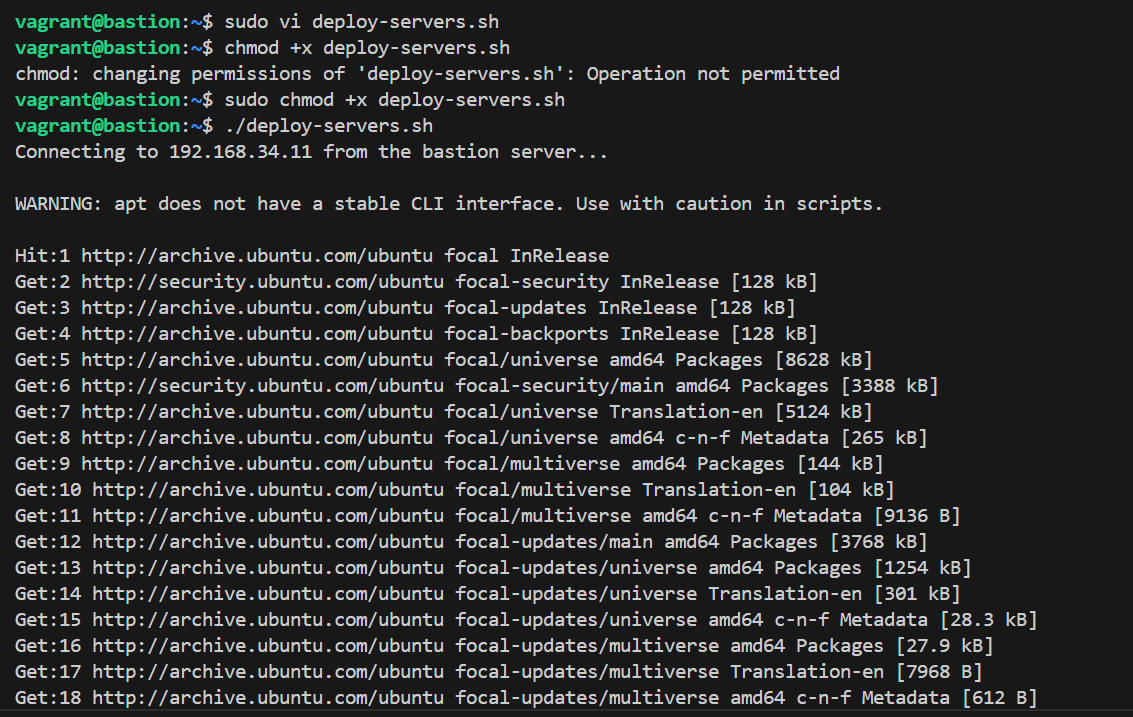 vagrant@bastion:~$ sudo vi deploy-servers.sh
vagrant@bastion:~$ chmod +x deploy-servers.sh
chmod: changing permissions of 'deploy-servers.sh': Operation not permitted
vagrant@bastion:~$ sudo chmod +x deploy-servers.sh
vagrant@bastion:~$ ./deploy-servers.sh
Connecting to 192.168.34.11 from the bastion server...
WARNING: apt does not have a stable CLI interface. Use with caution in scripts.
Hit:1 http://archive.ubuntu.com/ubuntu focal InRelease
Get:2 http://security.ubuntu.com/ubuntu focal-security InRelease [128 kB]
Get:3 http://archive.ubuntu.com/ubuntu focal-updates InRelease [128 kB]
Get:4 http://archive.ubuntu.com/ubuntu focal-backports InRelease [128 kB]
Get:5 http://archive.ubuntu.com/ubuntu focal/universe amd64 Packages [8628 kB]
Get:6 http://security.ubuntu.com/ubuntu focal-security/main amd64 Packages [3388 kB]
Get:7 http://archive.ubuntu.com/ubuntu focal/universe Translation-en [5124 kB]
Get:8 http://archive.ubuntu.com/ubuntu focal/universe amd64 c-n-f Metadata [265 kB]
Get:9 http://archive.ubuntu.com/ubuntu focal/multiverse amd64 Packages [144 kB]
Get:10 http://archive.ubuntu.com/ubuntu focal/multiverse Translation-en [104 kB]
Get:11 http://archive.ubuntu.com/ubuntu focal/multiverse amd64 c-n-f Metadata [9136 B]
Get:12 http://archive.ubuntu.com/ubuntu focal-updates/main amd64 Packages [3768 kB]
Get:13 http://archive.ubuntu.com/ubuntu focal-updates/universe amd64 Packages [1254 kB]
Get:14 http://archive.ubuntu.com/ubuntu focal-updates/universe Translation-en [301 kB]
Get:15 http://archive.ubuntu.com/ubuntu focal-updates/universe amd64 c-n-f Metadata [28.3 kB]
Get:16 http://archive.ubuntu.com/ubuntu focal-updates/multiverse amd64 Packages [27.9 kB]
Get:17 http://archive.ubuntu.com/ubuntu focal-updates/multiverse Translation-en [7968 B]
Get:18 http://archive.ubuntu.com/ubuntu focal-updates/multiverse amd64 c-n-f Metadata [612 B]